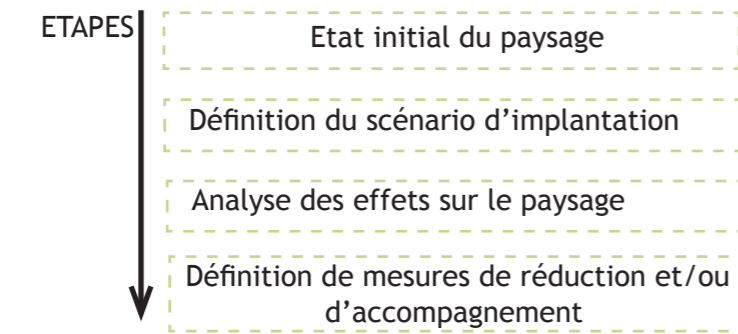 ETAPES
Etat initial du paysage
Définition du scénario d’implantation
Analyse des effets sur le paysage
Définition de mesures de réduction et/ou
d’accompagnement